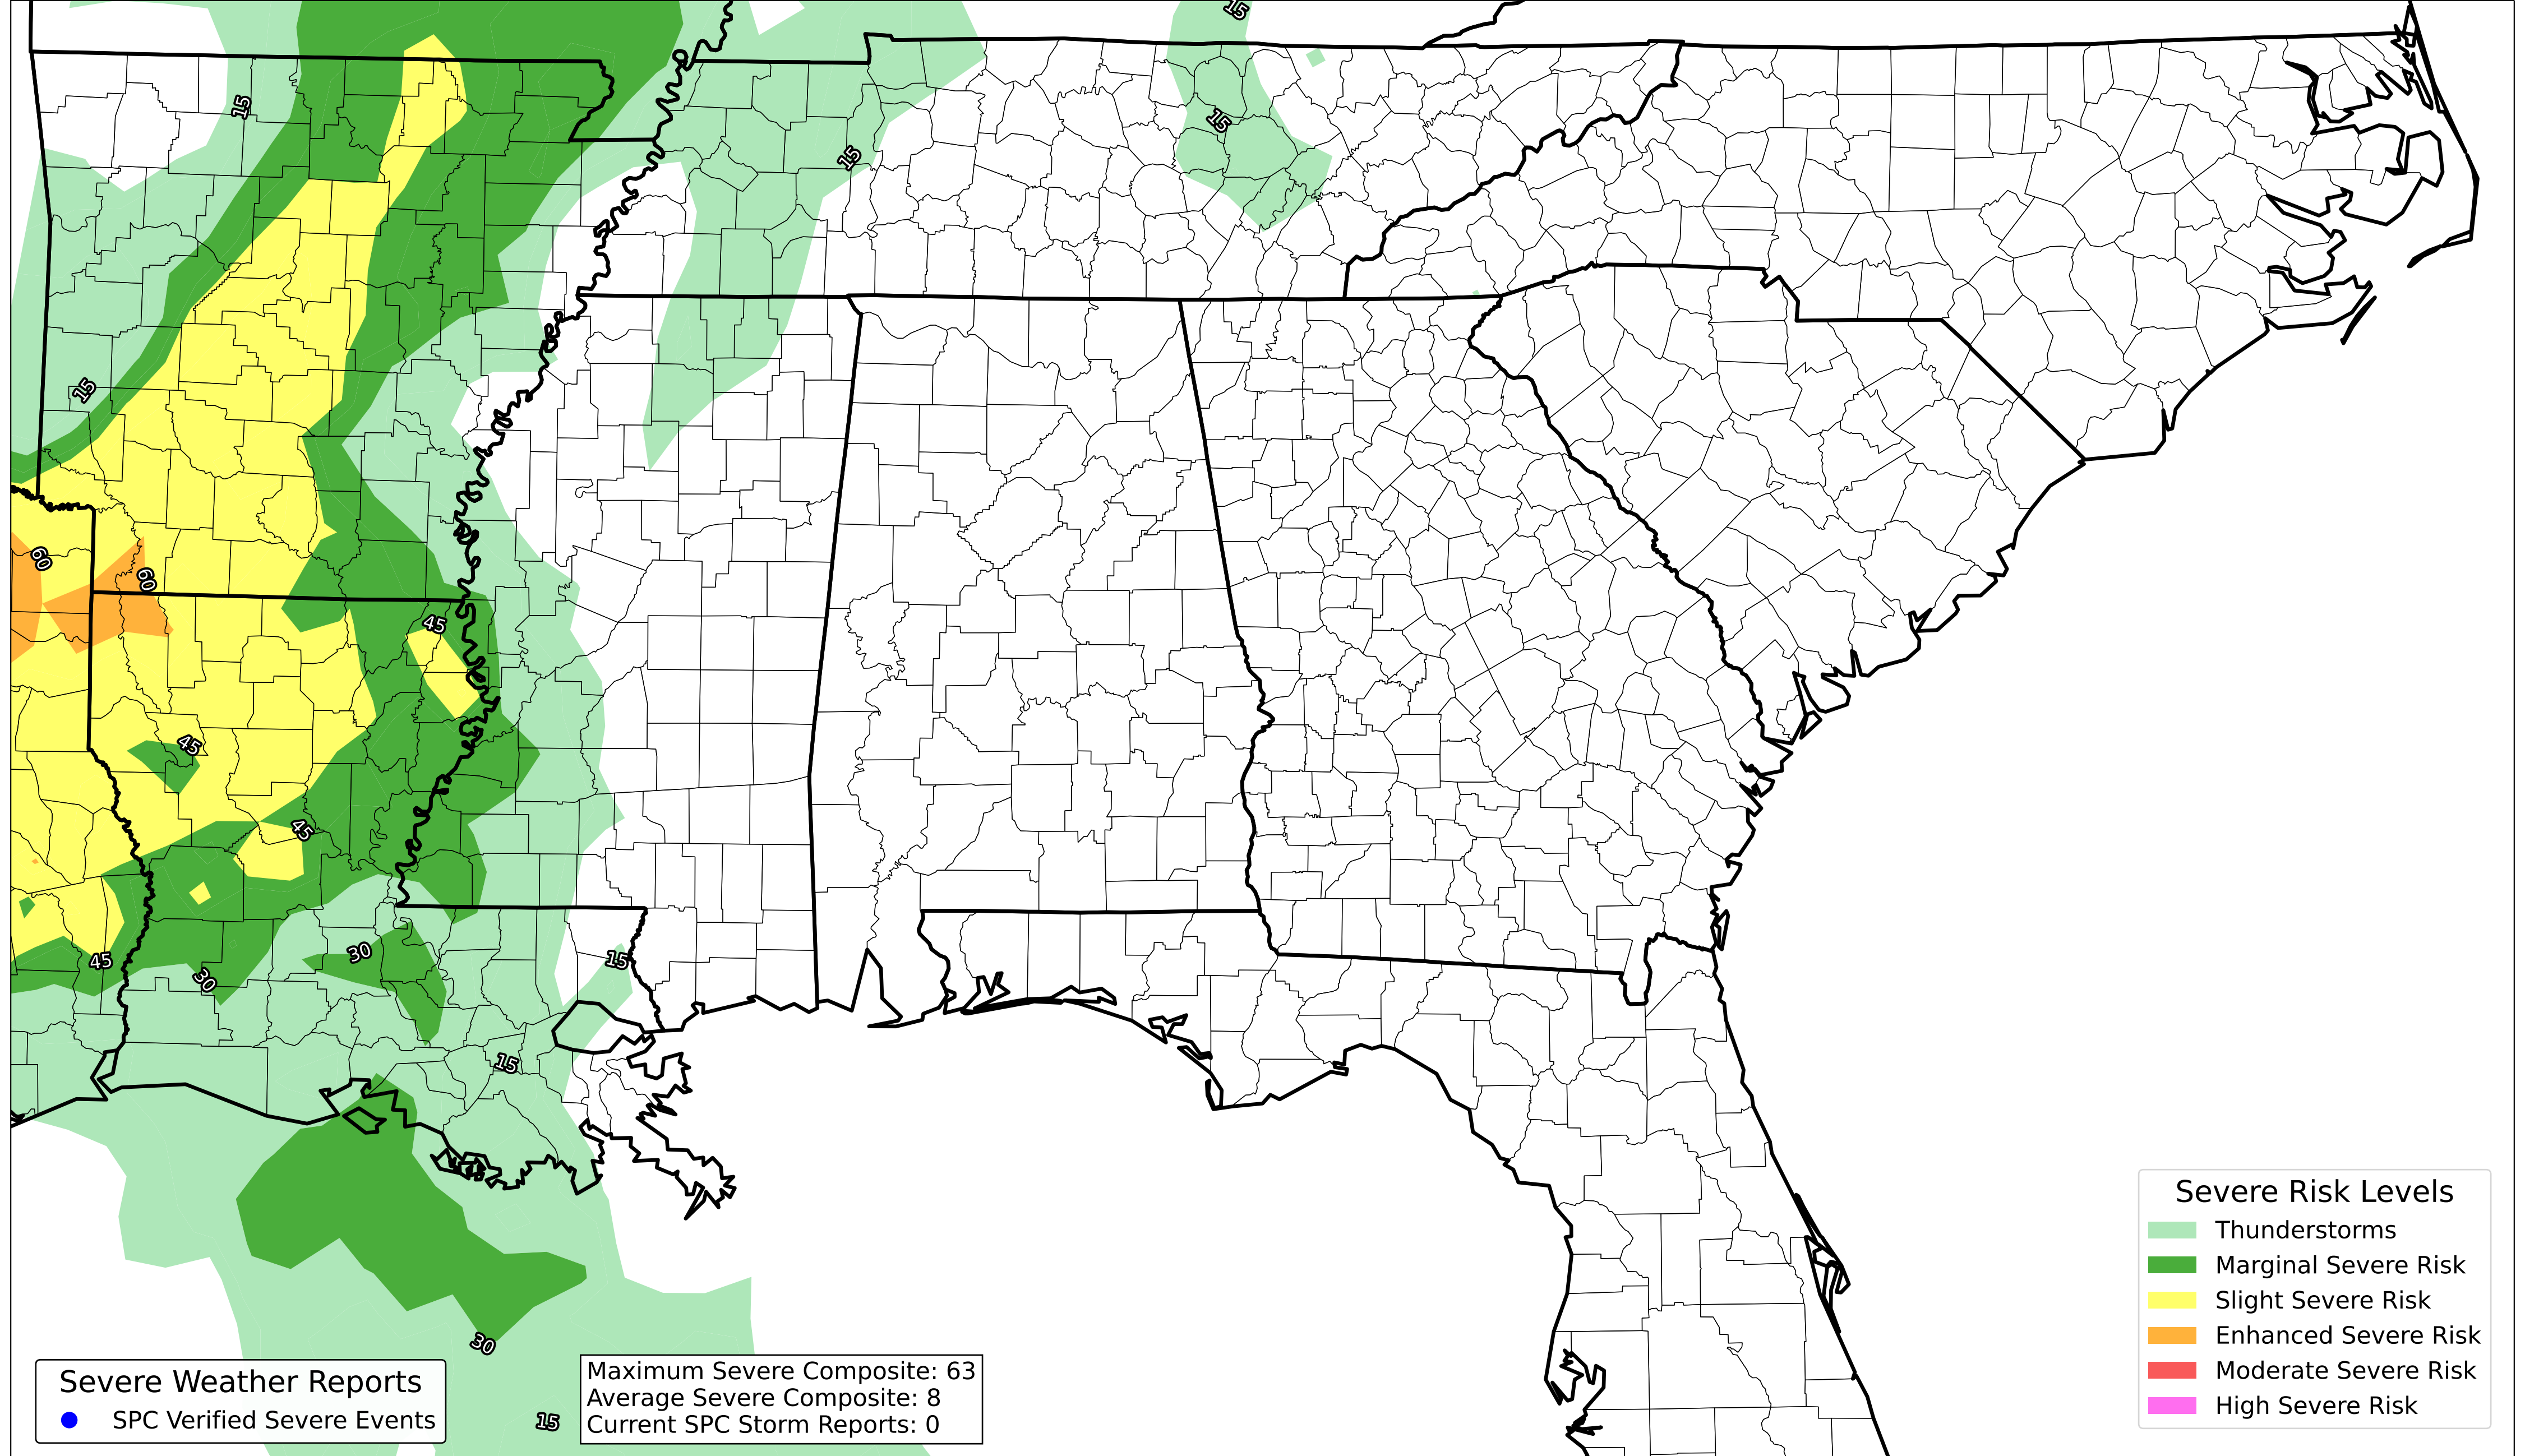 15
15
15
15
15
60
60
45
45
45
45
30
30
15
15
30
15
Severe Weather Reports
SPC Verified Severe Events
Maximum Severe Composite: 63
Average Severe Composite: 8
Current SPC Storm Reports: 0
Severe Risk Levels
Thunderstorms
Marginal Severe Risk
Slight Severe Risk
Enhanced Severe Risk
Moderate Severe Risk
High Severe Risk